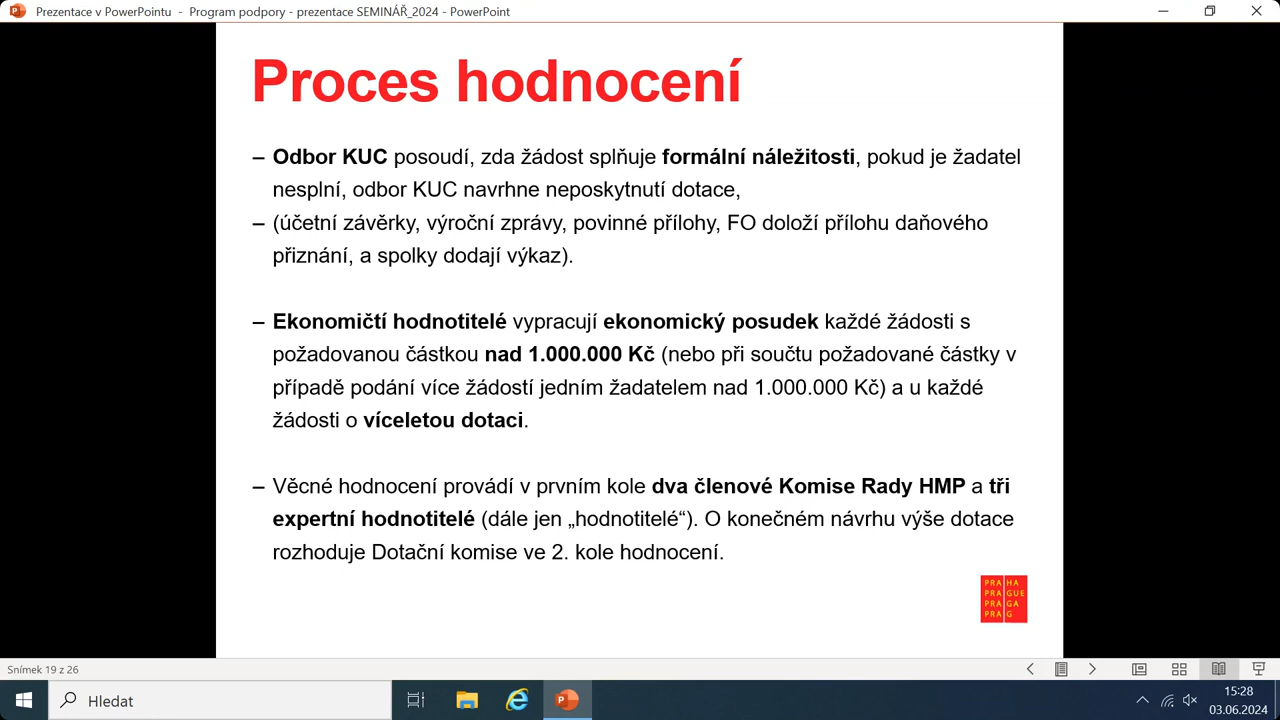 Prezentace v PowerPointu - Program podpory - prezentace SEMINÁŘ_2024 - PowerPoint
Proces hodnocení
– Odbor KUC posoudí, zda žádost splňuje formální náležitosti, pokud je žadatel
nesplní, odbor KUC navrhne neposkytnutí dotace,
– (účetní závěrky, výroční zprávy, povinné přílohy, FO doloží přílohu daňového
přiznání, a spolky dodají výkaz).
– Ekonomičtí hodnotitelé vypracují ekonomický posudek každé žádosti s
požadovanou částkou nad 1.000.000 Kč (nebo při součtu požadované částky v
případě podání více žádostí jedním žadatelem nad 1.000.000 Kč) a u každé
žádosti o víceletou dotaci.
– Věcné hodnocení provádí v prvním kole dva členové Komise Rady HMP a tři
expertní hodnotitelé (dále jen „hodnotitelé“). O konečném návrhu výše dotace
rozhoduje Dotační komise ve 2. kole hodnocení.
PRA HA
PRA GUE
PRA GA
PRA G
Snímek 19 z 26
Hledat
15:28
03.06.2024